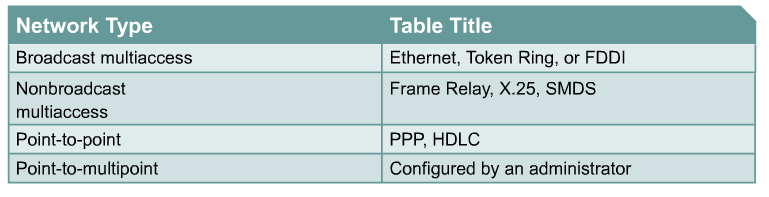 Network Type Table Title
Broadcast multiaccess Ethernet, Token Ring, or FDDI
Nonbroadcast Frame Relay, X.25, SMDS
multiaccess
Point-to-point PPP, HDLC
Point-to-multipoint Configured by an administrator